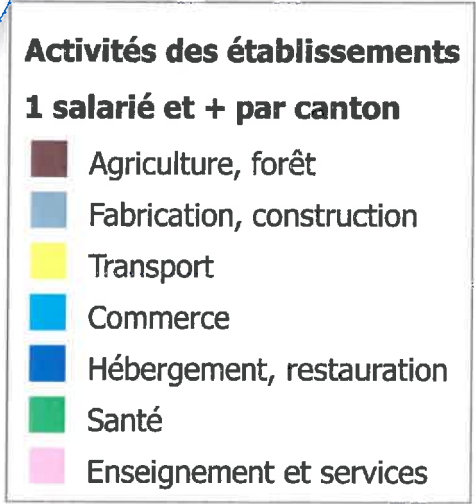 Activités des établissements
1 salarié et + par canton
Agriculture, forêt
Fabrication, construction
Transport
Commerce
Hébergement, restauration
Santé
Enseignement et services